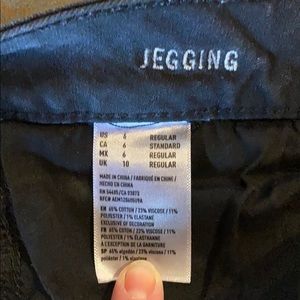 JEGGING
US 6 REGULAR
CA 6 STANDARD
MX 6 REGULAR
UK 10 REGULAR
MADE IN CHINA / FABRIQUÉ EN CHINE /
HECHO EN CHINA
RN 54485/CA 03872
EN 65% COTTON / 23% VISCOSE / 11%
POLYESTER / 1% ELASTANE
EXCLUSIVE OF DECORATION
FR 65% COTON / 23% VISCOSE / 11%
POLYESTER / 1% ÉLASTHANNE
A L'EXCEPTION DE LA GARNITURE
SP 65% algodón / 23% viscosa / 11%
poliéster / 1% elastano